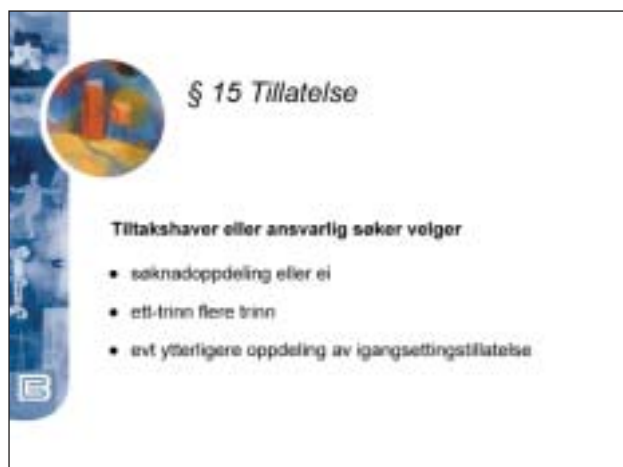 § 15 Tillatelse
Tiltakshaver eller ansvarlig søker velger
• søknadoppdeling eller ei
• ett-trinn flere trinn
• evt ytterligere oppdeling av igangsettingstillatelse